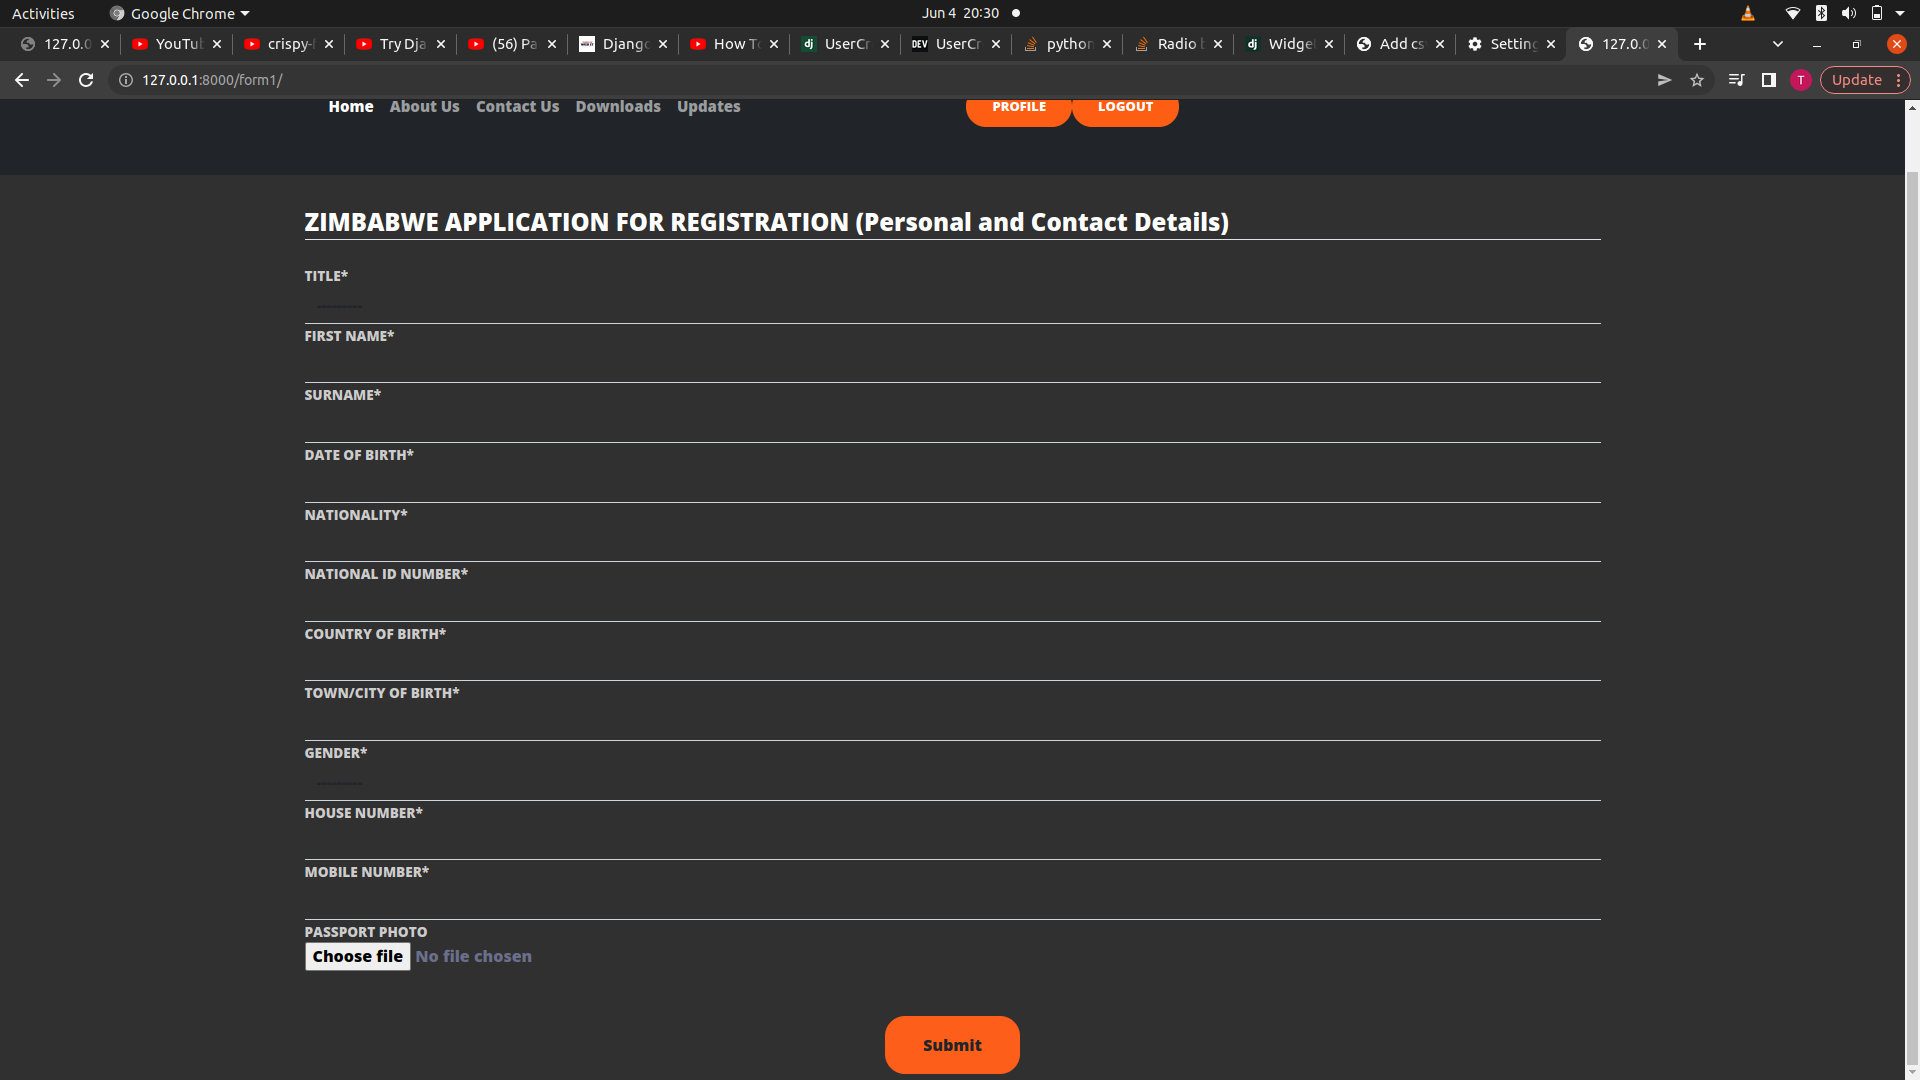 Activities Google Chrome Jun 4 20:30
127.0.0 YouTu crispy- Try Dja (56) Pa Djang How T UserCr UserCr python Radio Widge Add cs Setting 127.0.0
127.0.0.1:8000/form1/ T Update
Home About Us Contact Us Downloads Updates PROFILE LOGOUT
ZIMBABWE APPLICATION FOR REGISTRATION (Personal and Contact Details)
TITLE*
---------
FIRST NAME*
SURNAME*
DATE OF BIRTH*
NATIONALITY*
NATIONAL ID NUMBER*
COUNTRY OF BIRTH*
TOWN/CITY OF BIRTH*
GENDER*
---------
HOUSE NUMBER*
MOBILE NUMBER*
PASSPORT PHOTO
Choose file No file chosen
Submit